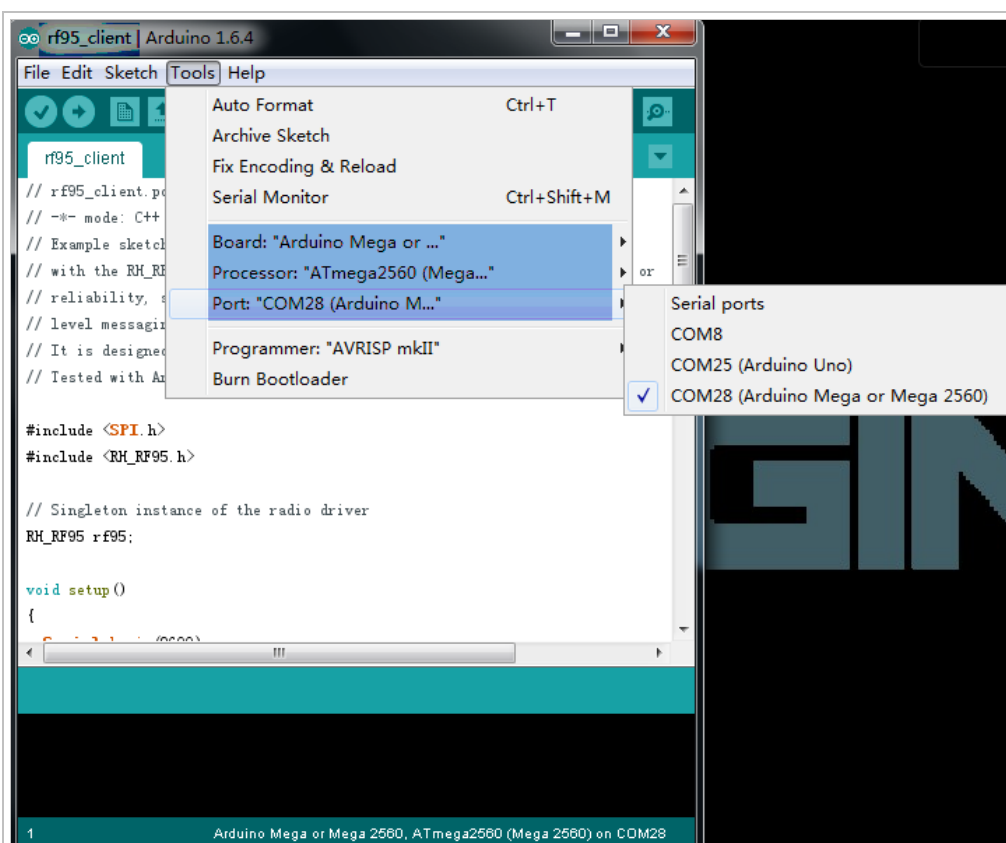 rf95_client | Arduino 1.6.4
File Edit Sketch Tools Help
Auto Format Ctrl+T
Archive Sketch
Fix Encoding & Reload
Serial Monitor Ctrl+Shift+M
Board: "Arduino Mega or ..."
Processor: "ATmega2560 (Mega..."
Port: "COM28 (Arduino M..."
Programmer: "AVRISP mkII"
Burn Bootloader
Serial ports
COM8
COM25 (Arduino Uno)
COM28 (Arduino Mega or Mega 2560)
rf95_client
// rf95_client.
// -*- mode: C++
// Example
// with the or
// reliability,
// level
// It is designed
// Tested with
#include <SPI.h>
#include <RH_RF95.h>
// Singleton instance of the radio driver
RH_RF95 rf95;
void setup()
{
1 Arduino Mega or Mega 2560, ATmega2560 (Mega 2560) on COM28